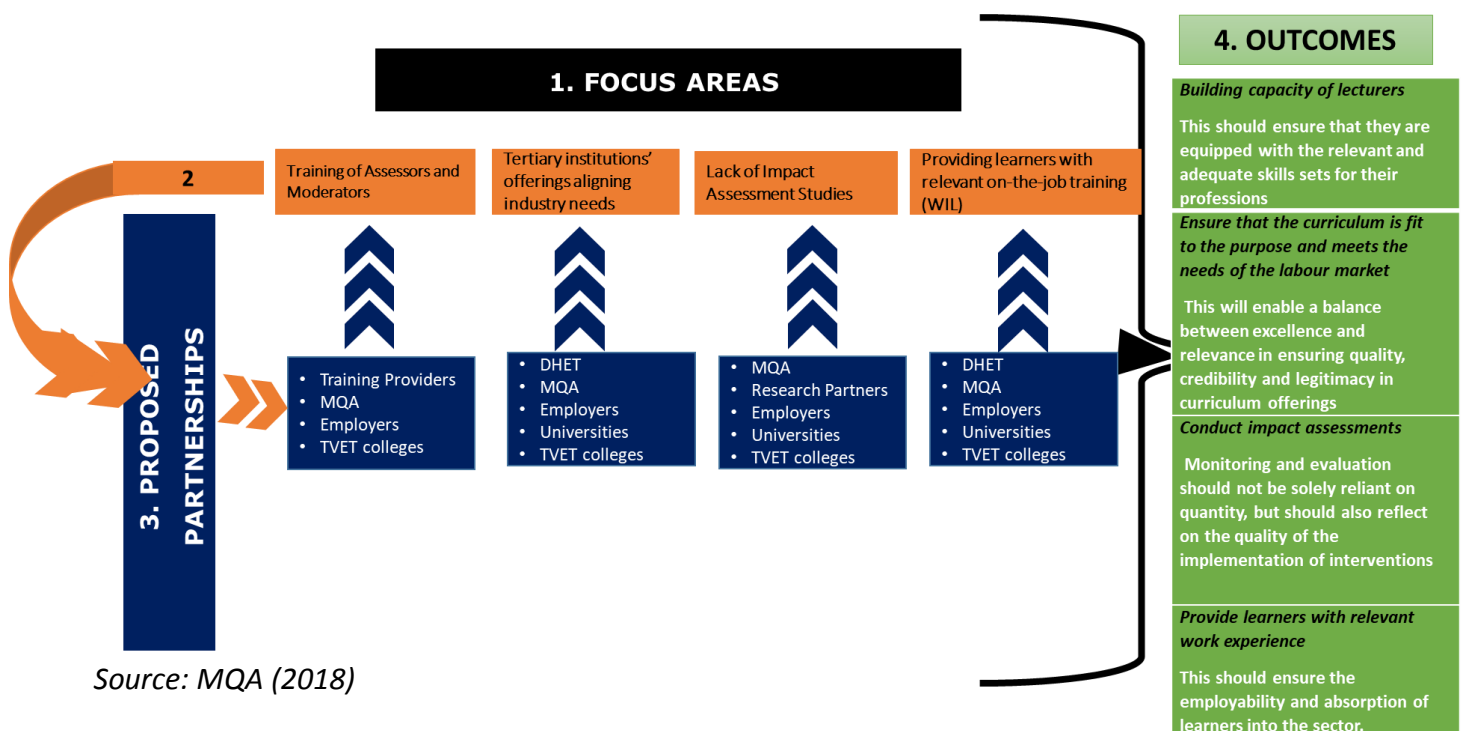 1. FOCUS AREAS
2
Training of Assessors and
Moderators
Tertiary institutions’
offerings aligning
industry needs
Lack of Impact
Assessment Studies
Providing learners with
relevant on-the-job training
(WIL)
3. PROPOSED
PARTNERSHIPS
• Training Providers
• MQA
• Employers
• TVET colleges
• DHET
• MQA
• Employers
• Universities
• TVET colleges
• MQA
• Research Partners
• Employers
• Universities
• TVET colleges
• DHET
• MQA
• Employers
• Universities
• TVET colleges
4. OUTCOMES
Building capacity of lecturers
This should ensure that they are
equipped with the relevant and
adequate skills sets for their
professions
Ensure that the curriculum is fit
to the purpose and meets the
needs of the labour market
This will enable a balance
between excellence and
relevance in ensuring quality,
credibility and legitimacy in
curriculum offerings
Conduct impact assessments
Monitoring and evaluation
should not be solely reliant on
quantity, but should also reflect
on the quality of the
implementation of interventions
Provide learners with relevant
work experience
This should ensure the
employability and absorption of
learners into the sector.
Source: MQA (2018)